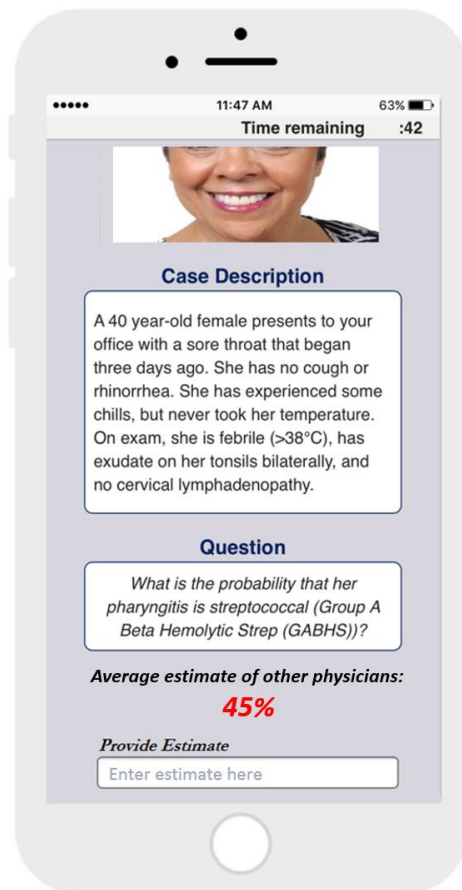 11:47 AM 63%
Time remaining :42
Case Description
A 40 year-old female presents to your
office with a sore throat that began
three days ago. She has no cough or
rhinorrhea. She has experienced some
chills, but never took her temperature.
On exam, she is febrile (>38°C), has
exudate on her tonsils bilaterally, and
no cervical lymphadenopathy.
Question
What is the probability that her
pharyngitis is streptococcal (Group A
Beta Hemolytic Strep (GABHS))?
Average estimate of other physicians:
45%
Provide Estimate
Enter estimate here